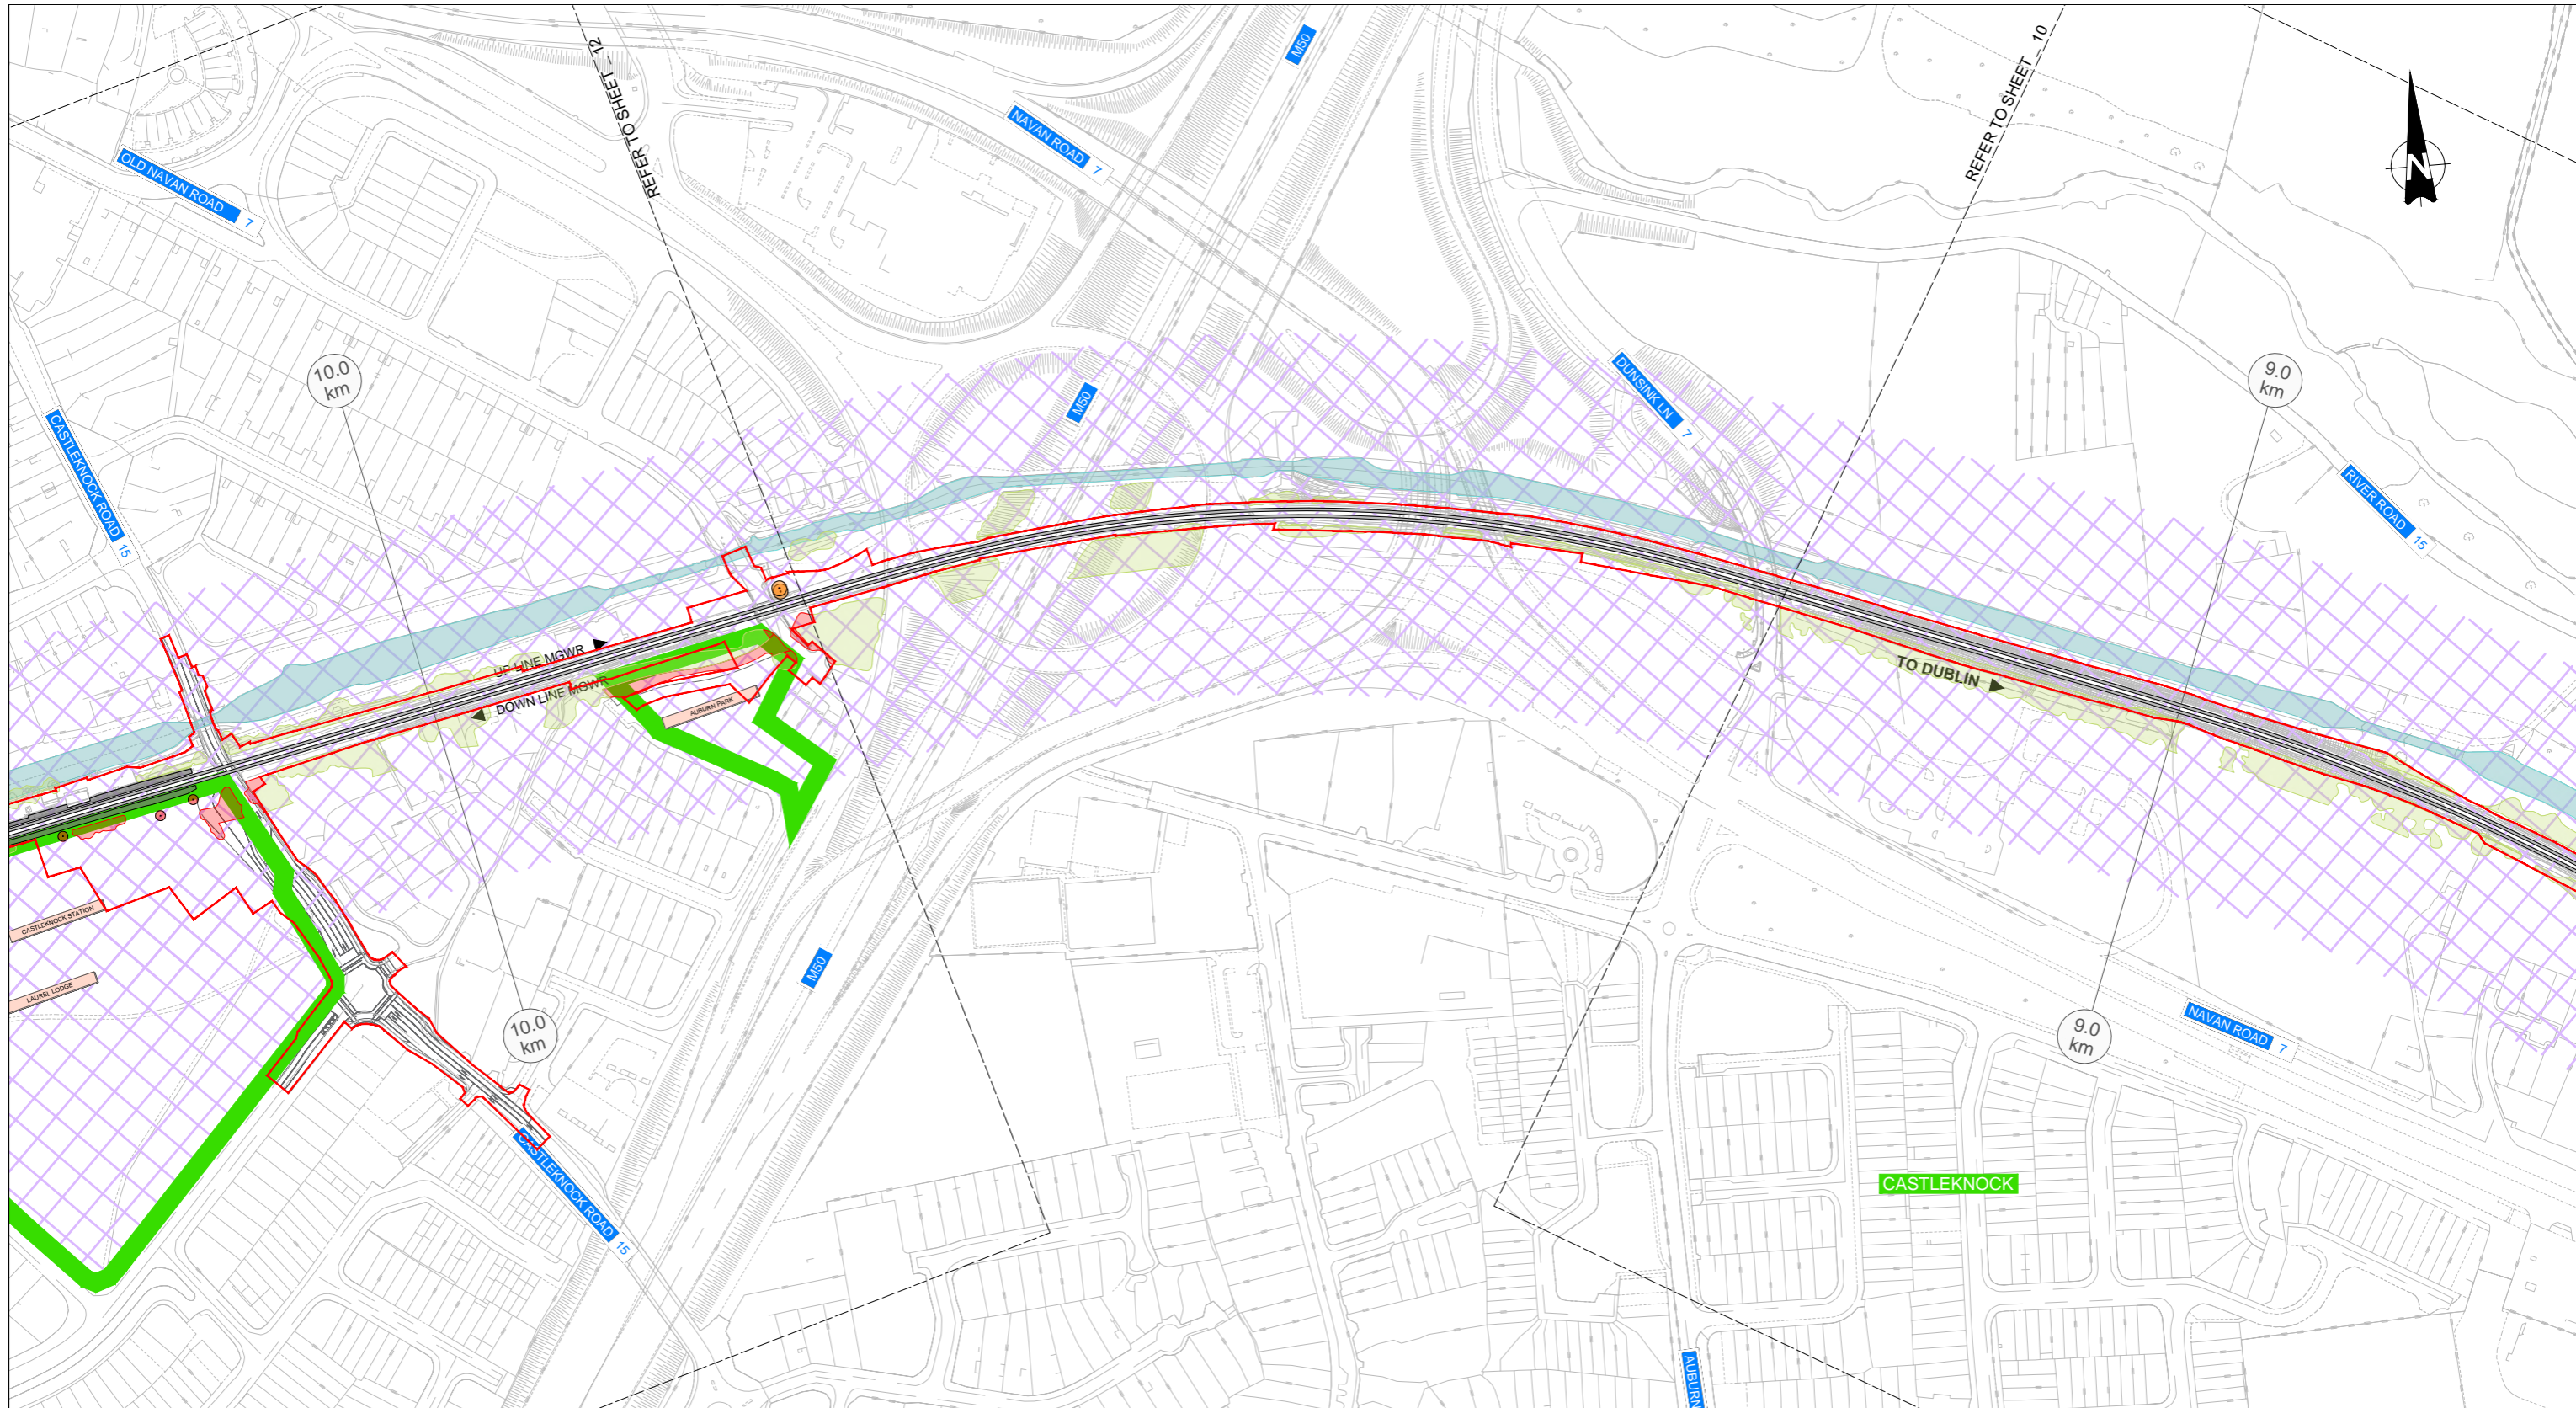 M50
REFER TO SHEET - 12
REFER TO SHEET - 10
NAVAN ROAD 7
OLD NAVAN ROAD 7
N
10.0
km
9.0
km
DUNSINK LN 7
M50
CASTLEKNOCK ROAD 15
RIVER ROAD 15
UP LINE MGWR
DOWN LINE MGWR
TO DUBLIN
AUBURN PARK
CASTLEKNOCK STATION
LAUREL LODGE
M50
10.0
km
9.0
km
NAVAN ROAD 7
CASTLEKNOCK ROAD 15
CASTLEKNOCK
AUBURN